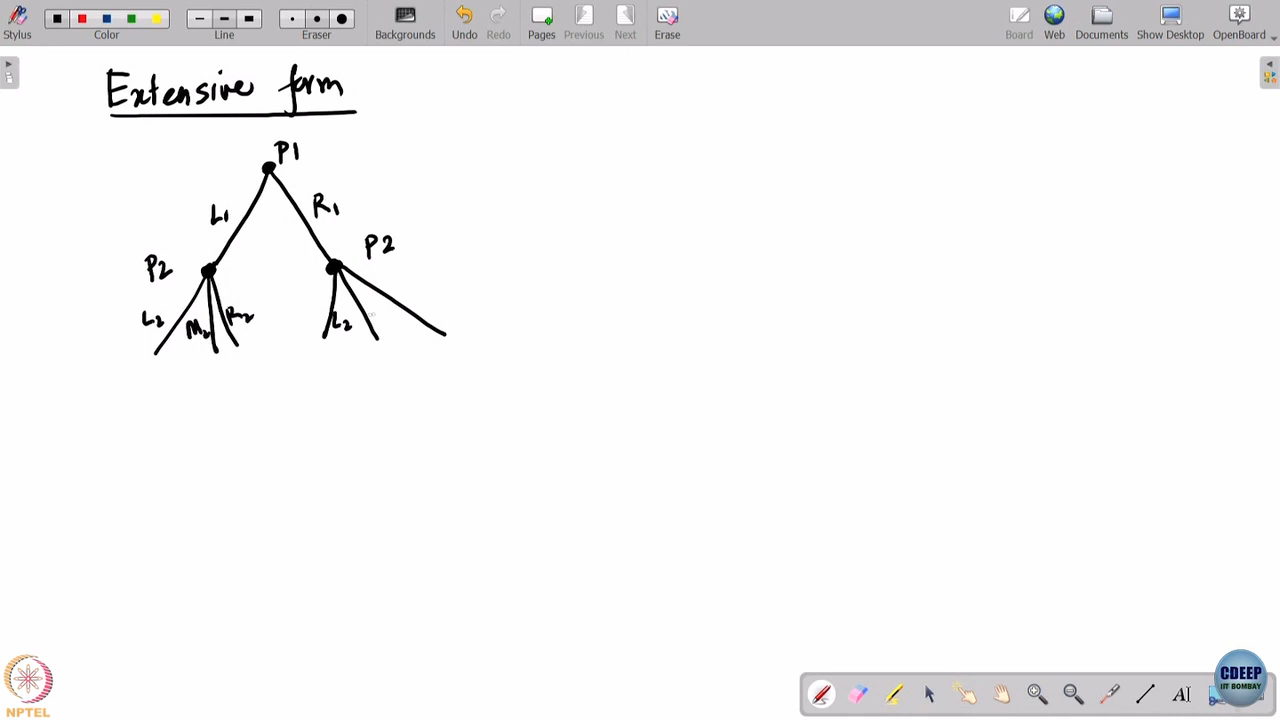 Stylus Color Line Eraser Backgrounds Undo Redo Pages Previous Next Erase Board Web Documents Show Desktop OpenBoard
Extensive form
P1
L1 R1
P2 P2
L2 M2 R2 L2
CDEEP
IIT BOMBAY
NPTEL